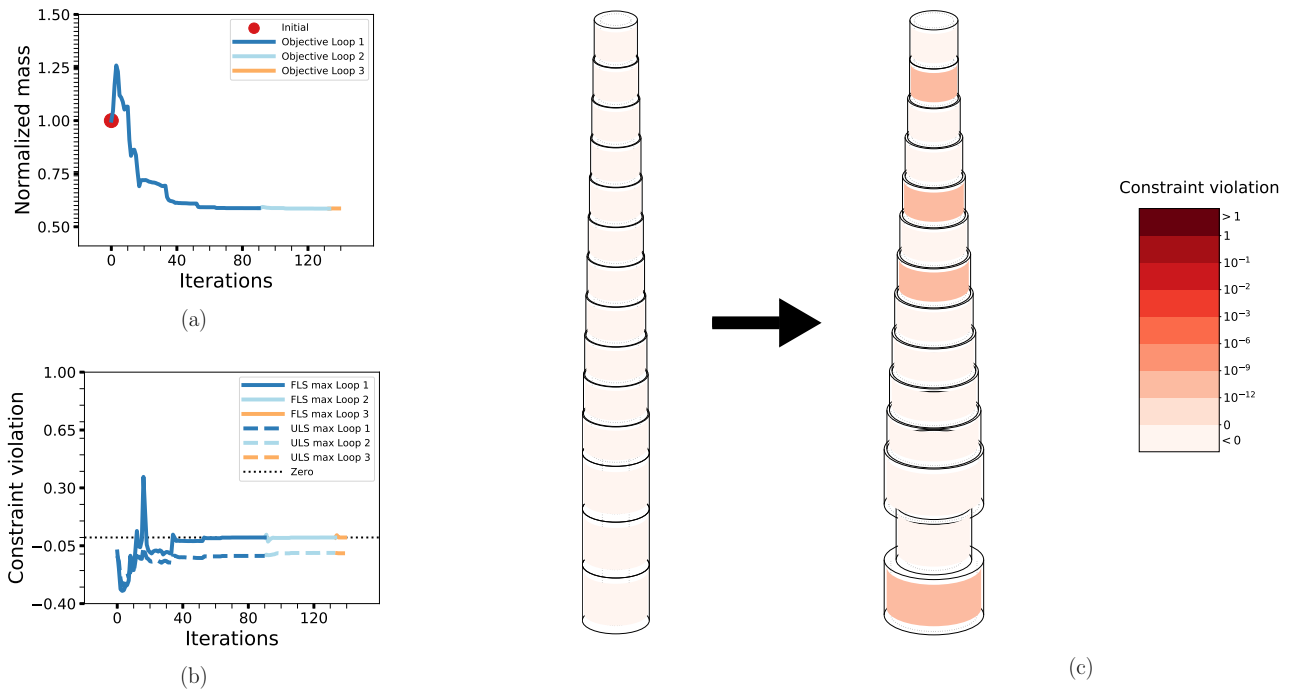 1.50
1.25
1.00
0.75
0.50
Normalized mass
Initial
Objective Loop 1
Objective Loop 2
Objective Loop 3
0 40 80 120
Iterations
(a)
1.00
0.65
0.30
−0.05
−0.40
Constraint violation
FLS max Loop 1
FLS max Loop 2
FLS max Loop 3
ULS max Loop 1
ULS max Loop 2
ULS max Loop 3
Zero
0 40 80 120
Iterations
(b)
Constraint violation
> 1
1
10⁻¹
10⁻²
10⁻³
10⁻⁶
10⁻⁹
10⁻¹²
0
< 0
(c)